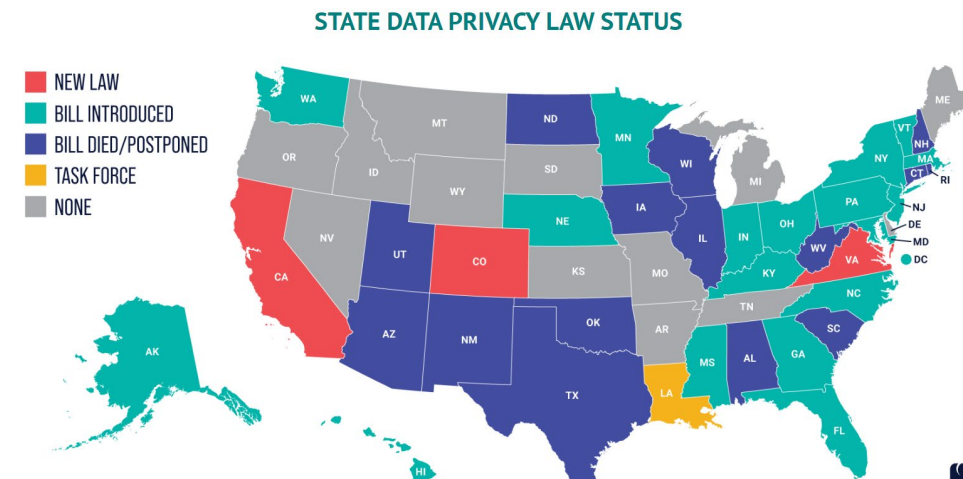 STATE DATA PRIVACY LAW STATUS
NEW LAW
BILL INTRODUCED
BILL DIED/POSTPONED
TASK FORCE
NONE
WA
MT
ND
MN
ME
OR
ID
SD
WI
VT
NH
NY
MA
CT
RI
WY
MI
IA
NE
PA
NJ
DE
MD
DC
NV
UT
CO
IL
IN
OH
WV
VA
CA
KS
MO
KY
NC
AZ
NM
OK
AR
TN
SC
AK
TX
LA
MS
AL
GA
FL
HI